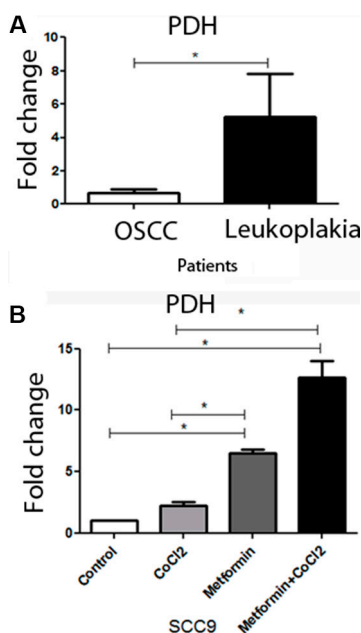 A
PDH
Fold change
10
8
6
4
2
0
*
OSCC Leukoplakia
Patients
B
PDH
Fold change
15
10
5
0
*
*
*
*
Control CoCl2 Metformin Metformin+CoCl2
SCC9